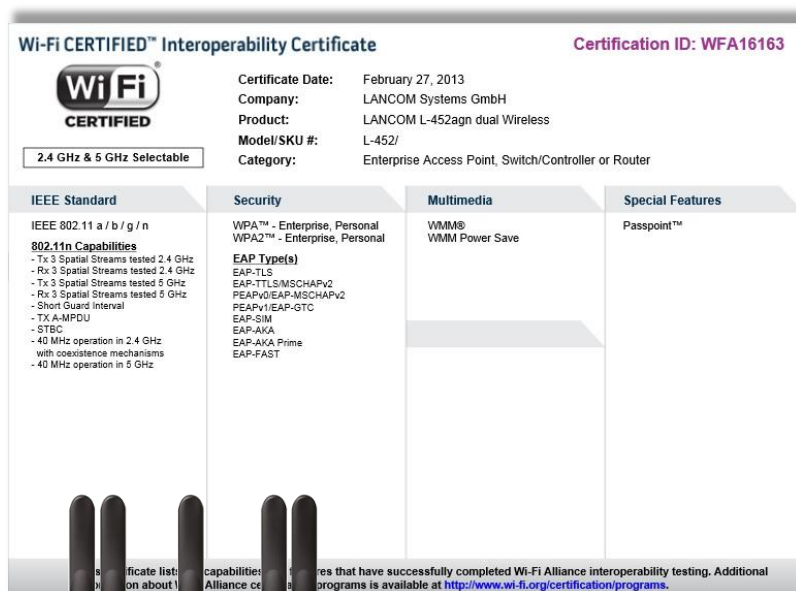 Wi-Fi CERTIFIED™ Interoperability Certificate
Certification ID: WFA16163
Wi Fi®
CERTIFIED
2.4 GHz & 5 GHz Selectable
Certificate Date: February 27, 2013
Company: LANCOM Systems GmbH
Product: LANCOM L-452agn dual Wireless
Model/SKU #: L-452/
Category: Enterprise Access Point, Switch/Controller or Router
IEEE Standard
IEEE 802.11 a / b / g / n
802.11n Capabilities
- Tx 3 Spatial Streams tested 2.4 GHz
- Rx 3 Spatial Streams tested 2.4 GHz
- Tx 3 Spatial Streams tested 5 GHz
- Rx 3 Spatial Streams tested 5 GHz
- Short Guard Interval
- TX A-MPDU
- STBC
- 40 MHz operation in 2.4 GHz
with coexistence mechanisms
- 40 MHz operation in 5 GHz
Security
WPA™ - Enterprise, Personal
WPA2™ - Enterprise, Personal
EAP Type(s)
EAP-TLS
EAP-TTLS/MSCHAPv2
PEAPv0/EAP-MSCHAPv2
PEAPv1/EAP-GTC
EAP-SIM
EAP-AKA
EAP-AKA Prime
EAP-FAST
Multimedia
WMM®
WMM Power Save
Special Features
Passpoint™
capabilities that have successfully completed Wi-Fi Alliance interoperability testing. Additional
on about Alliance programs is available at http://www.wi-fi.org/certification/programs.